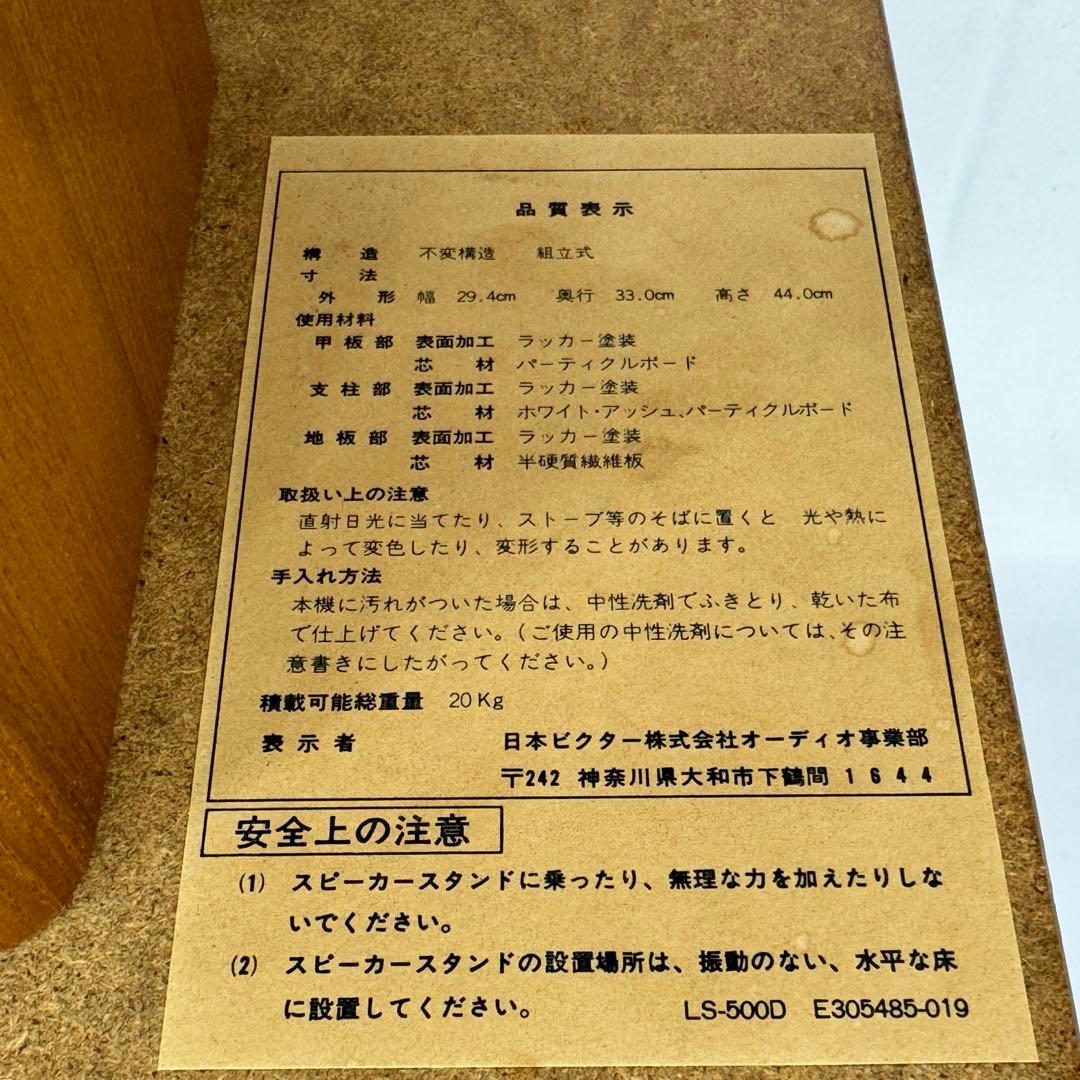 品質表示
構造 不変構造 組立式
寸法
外形 幅 29.4cm 奥行 33.0cm 高さ 44.0cm
使用材料
甲板部 表面加工 ラッカー塗装
芯材 パーティクルボード
支柱部 表面加工 ラッカー塗装
芯材 ホワイト・アッシュ、パーティクルボード
地板部 表面加工 ラッカー塗装
芯材 半硬質繊維板
取扱い上の注意
直射日光に当てたり、ストーブ等のそばに置くと 光や熱に
よって変色したり、変形することがあります。
手入れ方法
本機に汚れがついた場合は、中性洗剤でふきとり、乾いた布
で仕上げてください。(ご使用の中性洗剤については、その注
意書きにしたがってください。)
積載可能総重量 20Kg
表示者 日本ビクター株式会社オーディオ事業部
〒242 神奈川県大和市下鶴間1644
安全上の注意
(1) スピーカースタンドに乗ったり、無理な力を加えたりしな
いでください。
(2) スピーカースタンドの設置場所は、振動のない、水平な床
に設置してください。 LS-500D E305485-019